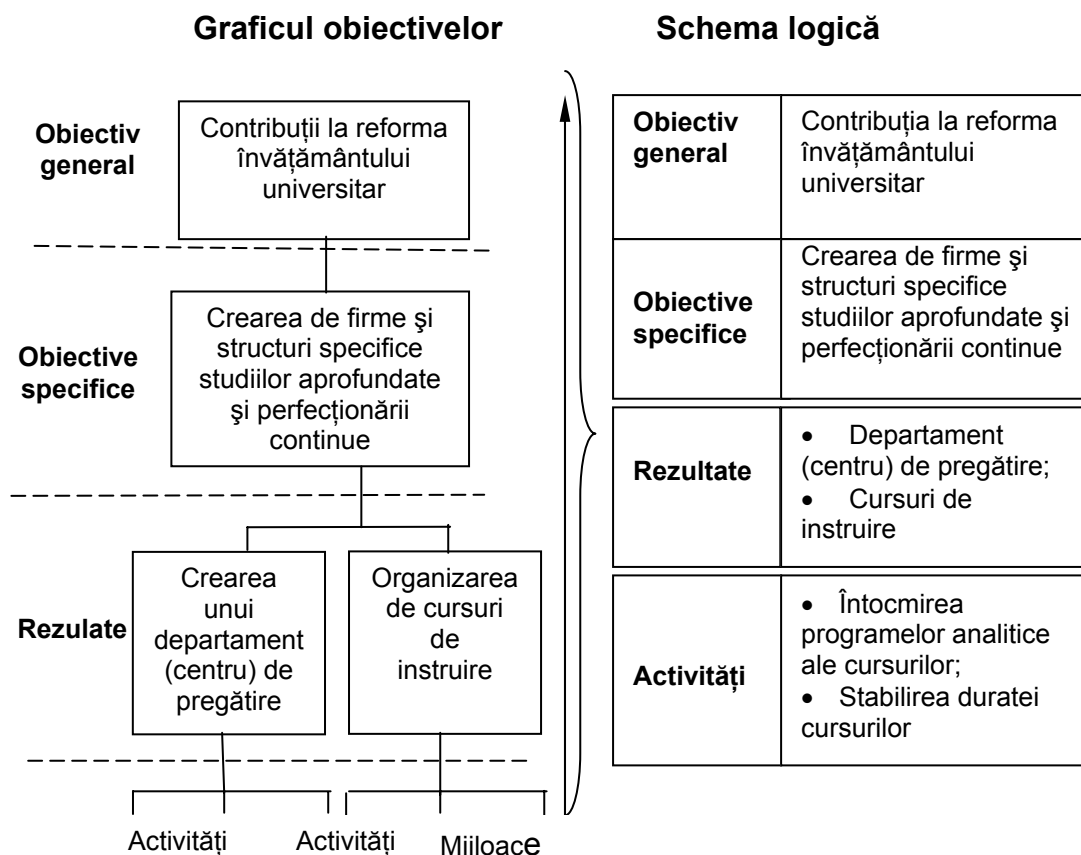 Graficul obiectivelor
Obiectiv
general
Contribuții la reforma
învățământului
universitar
Obiective
specifice
Crearea de firme şi
structuri specifice
studiilor aprofundate
şi perfecționării
continue
Rezulate
Crearea
unui
departament
(centru) de
pregătire
Organizarea
de cursuri
de
instruire
Activități
Activități
Mijloace
Schema logică
Obiectiv
general
Contribuția la reforma
învățământului
universitar
Obiective
specifice
Crearea de firme şi
structuri specifice
studiilor aprofundate şi
perfecționării continue
Rezultate
• Departament
(centru) de pregătire;
• Cursuri de
instruire
Activități
• Întocmirea
programelor analitice
ale cursurilor;
• Stabilirea duratei
cursurilor